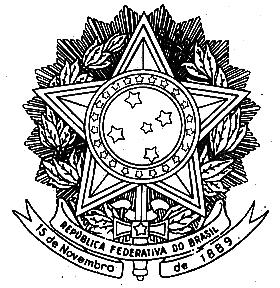 REPÚBLICA FEDERATIVA DO BRASIL
15 de Novembro de 1889